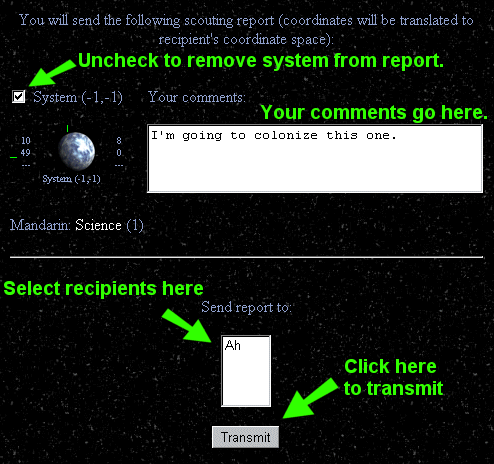 You will send the following scouting report (coordinates will be translated to
recipient's coordinate space):
Uncheck to remove system from report.
System (-1,-1)
Your comments:
Your comments go here.
I'm going to colonize this one.
10 8
49 0
--- ---
System (-1,-1)
Mandarin: Science (1)
Select recipients here
Send report to:
Ah
Click here
to transmit
Transmit